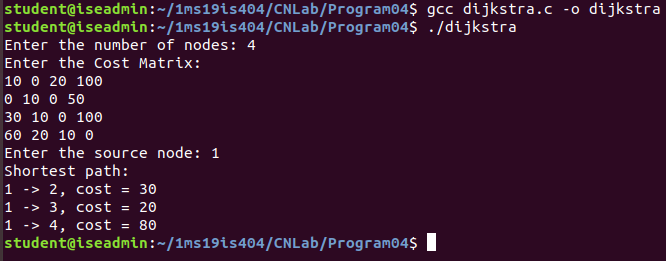 student@iseadmin:~/1ms19is404/CNLab/Program04$ gcc dijkstra.c -o dijkstra
student@iseadmin:~/1ms19is404/CNLab/Program04$ ./dijkstra
Enter the number of nodes: 4
Enter the Cost Matrix:
10 0 20 100
0 10 0 50
30 10 0 100
60 20 10 0
Enter the source node: 1
Shortest path:
1 -> 2, cost = 30
1 -> 3, cost = 20
1 -> 4, cost = 80
student@iseadmin:~/1ms19is404/CNLab/Program04$